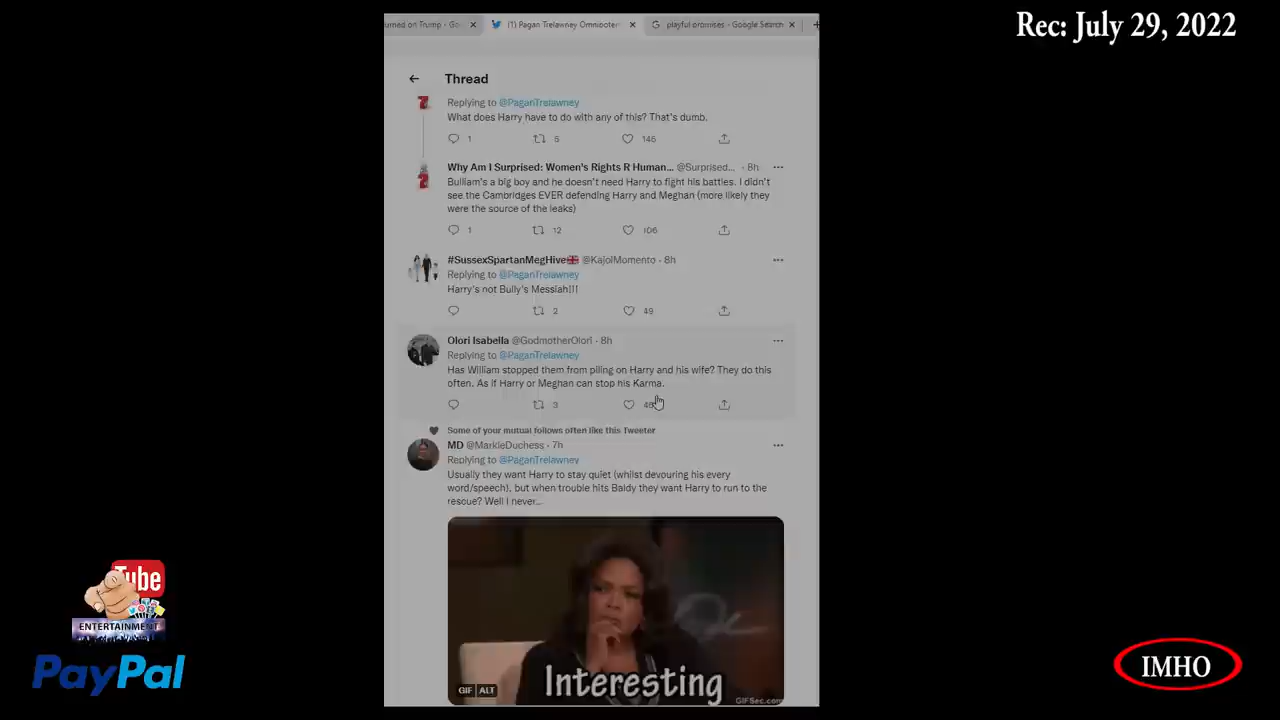 Rec: July 29, 2022
urned on Trump - Go
(1) Pagan Trelawney Omnipoten
playful promises - Google Search
Thread
Replying to @PaganTrelawney
What does Harry have to do with any of this? That's dumb.
1 5 145
Why Am I Surprised: Women's Rights R Human... @Surprised... · 8h
Bulliam's a big boy and he doesn't need Harry to fight his battles. I didn't
see the Cambridges EVER defending Harry and Meghan (more likely they
were the source of the leaks)
1 12 106
#SussexSpartanMegHive🇬🇧 @KajolMomento · 8h
Replying to @PaganTrelawney
Harry's not Bully's Messiah!!!
2 49
Olori Isabella @GodmotherOlori · 8h
Replying to @PaganTrelawney
Has William stopped them from piling on Harry and his wife? They do this
often. As if Harry or Meghan can stop his Karma.
3
Some of your mutual follows often like this Tweeter
MD @MarkleDuchess · 7h
Replying to @PaganTrelawney
Usually they want Harry to stay quiet (whilst devouring his every
word/speech), but when trouble hits Baldy they want Harry to run to the
rescue? Well I never...
Interesting
GIF ALT
GIFSec.com
Tube
ENTERTAINMENT
PayPal
IMHO